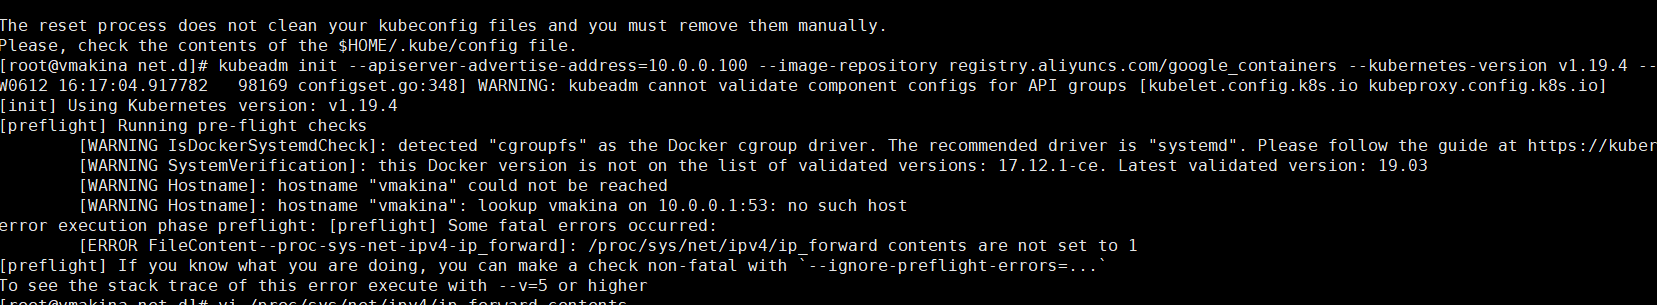 The reset process does not clean your kubeconfig files and you must remove them manually.
Please, check the contents of the $HOME/.kube/config file.
[root@vmakina net.d]# kubeadm init --apiserver-advertise-address=10.0.0.100 --image-repository registry.aliyuncs.com/google_containers --kubernetes-version v1.19.4 --
W0612 16:17:04.917782   98169 configset.go:348] WARNING: kubeadm cannot validate component configs for API groups [kubelet.config.k8s.io kubeproxy.config.k8s.io]
[init] Using Kubernetes version: v1.19.4
[preflight] Running pre-flight checks
        [WARNING IsDockerSystemdCheck]: detected "cgroupfs" as the Docker cgroup driver. The recommended driver is "systemd". Please follow the guide at https://kuber
        [WARNING SystemVerification]: this Docker version is not on the list of validated versions: 17.12.1-ce. Latest validated version: 19.03
        [WARNING Hostname]: hostname "vmakina" could not be reached
        [WARNING Hostname]: hostname "vmakina": lookup vmakina on 10.0.0.1:53: no such host
error execution phase preflight: [preflight] Some fatal errors occurred:
        [ERROR FileContent--proc-sys-net-ipv4-ip_forward]: /proc/sys/net/ipv4/ip_forward contents are not set to 1
[preflight] If you know what you are doing, you can make a check non-fatal with `--ignore-preflight-errors=...`
To see the stack trace of this error execute with --v=5 or higher
[root@vmakina net.d]# vi /proc/sys/net/ipv4/ip_forward contents